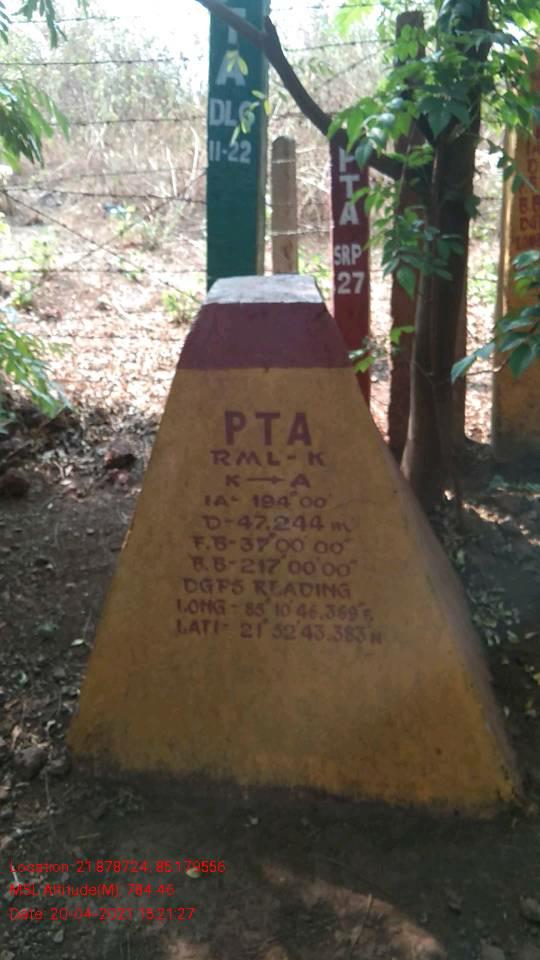 TA
DLG
11-22
PTA
SRP
27
PTA
RML-K
K→A
IA- 194°00'
D-47.244 m
F.B-37°00'00"
B.B-217°00'00"
DGPS READING
LONG- 85°10'46.369"E
LATI- 21°52'43.383"N
Location: 21.878724, 85.179556
MSL Altitude(M): 784.46
Date: 20-04-2021 15:21:27